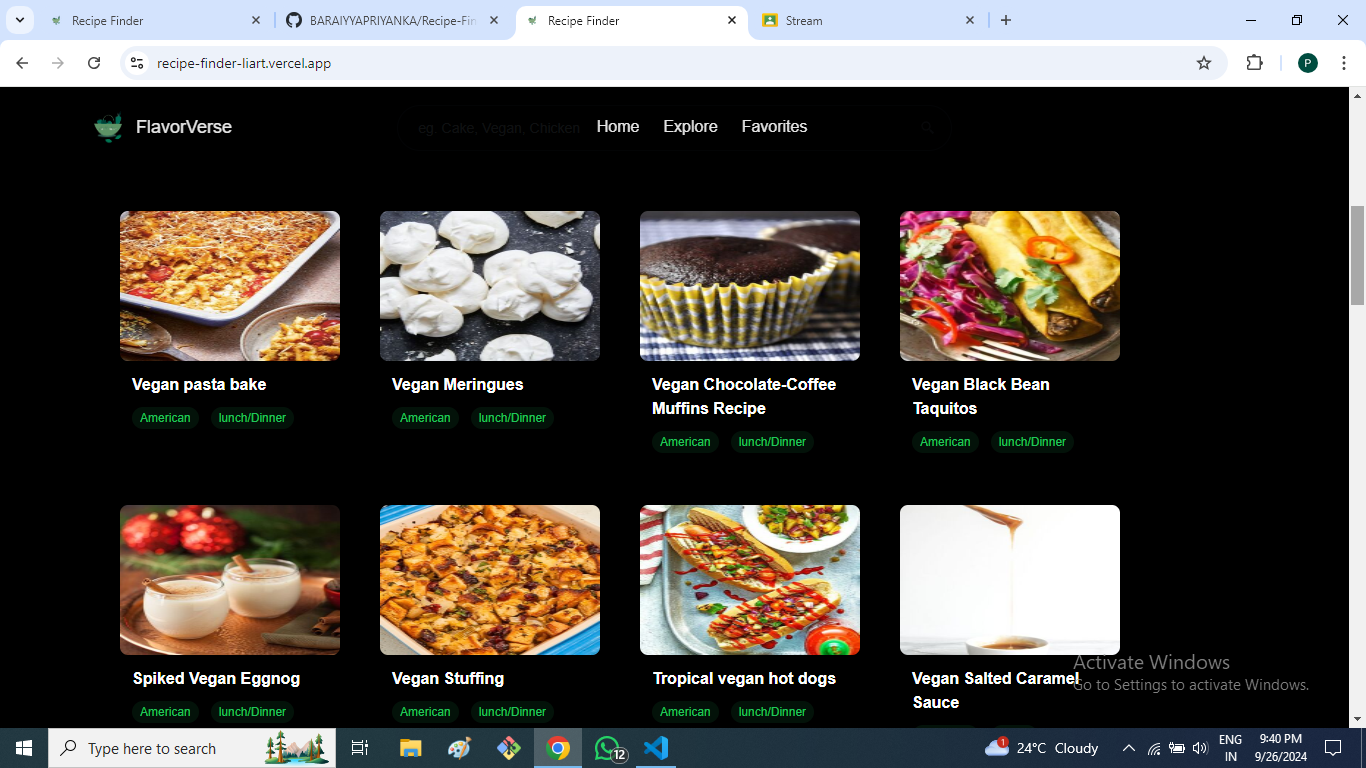 Recipe Finder
BARAIYYAPRIYANKA/Recipe-Fin
Recipe Finder
Stream
recipe-finder-liart.vercel.app
P
FlavorVerse
eg. Cake, Vegan, Chicken
Home
Explore
Favorites
Vegan pasta bake
American
lunch/Dinner
Vegan Meringues
American
lunch/Dinner
Vegan Chocolate-Coffee
Muffins Recipe
American
lunch/Dinner
Vegan Black Bean
Taquitos
American
lunch/Dinner
Spiked Vegan Eggnog
American
lunch/Dinner
Vegan Stuffing
American
lunch/Dinner
Tropical vegan hot dogs
American
lunch/Dinner
Vegan Salted Caramel
Sauce
Activate Windows
Go to Settings to activate Windows.
Type here to search
12
1
24°C Cloudy
ENG
IN
9:40 PM
9/26/2024